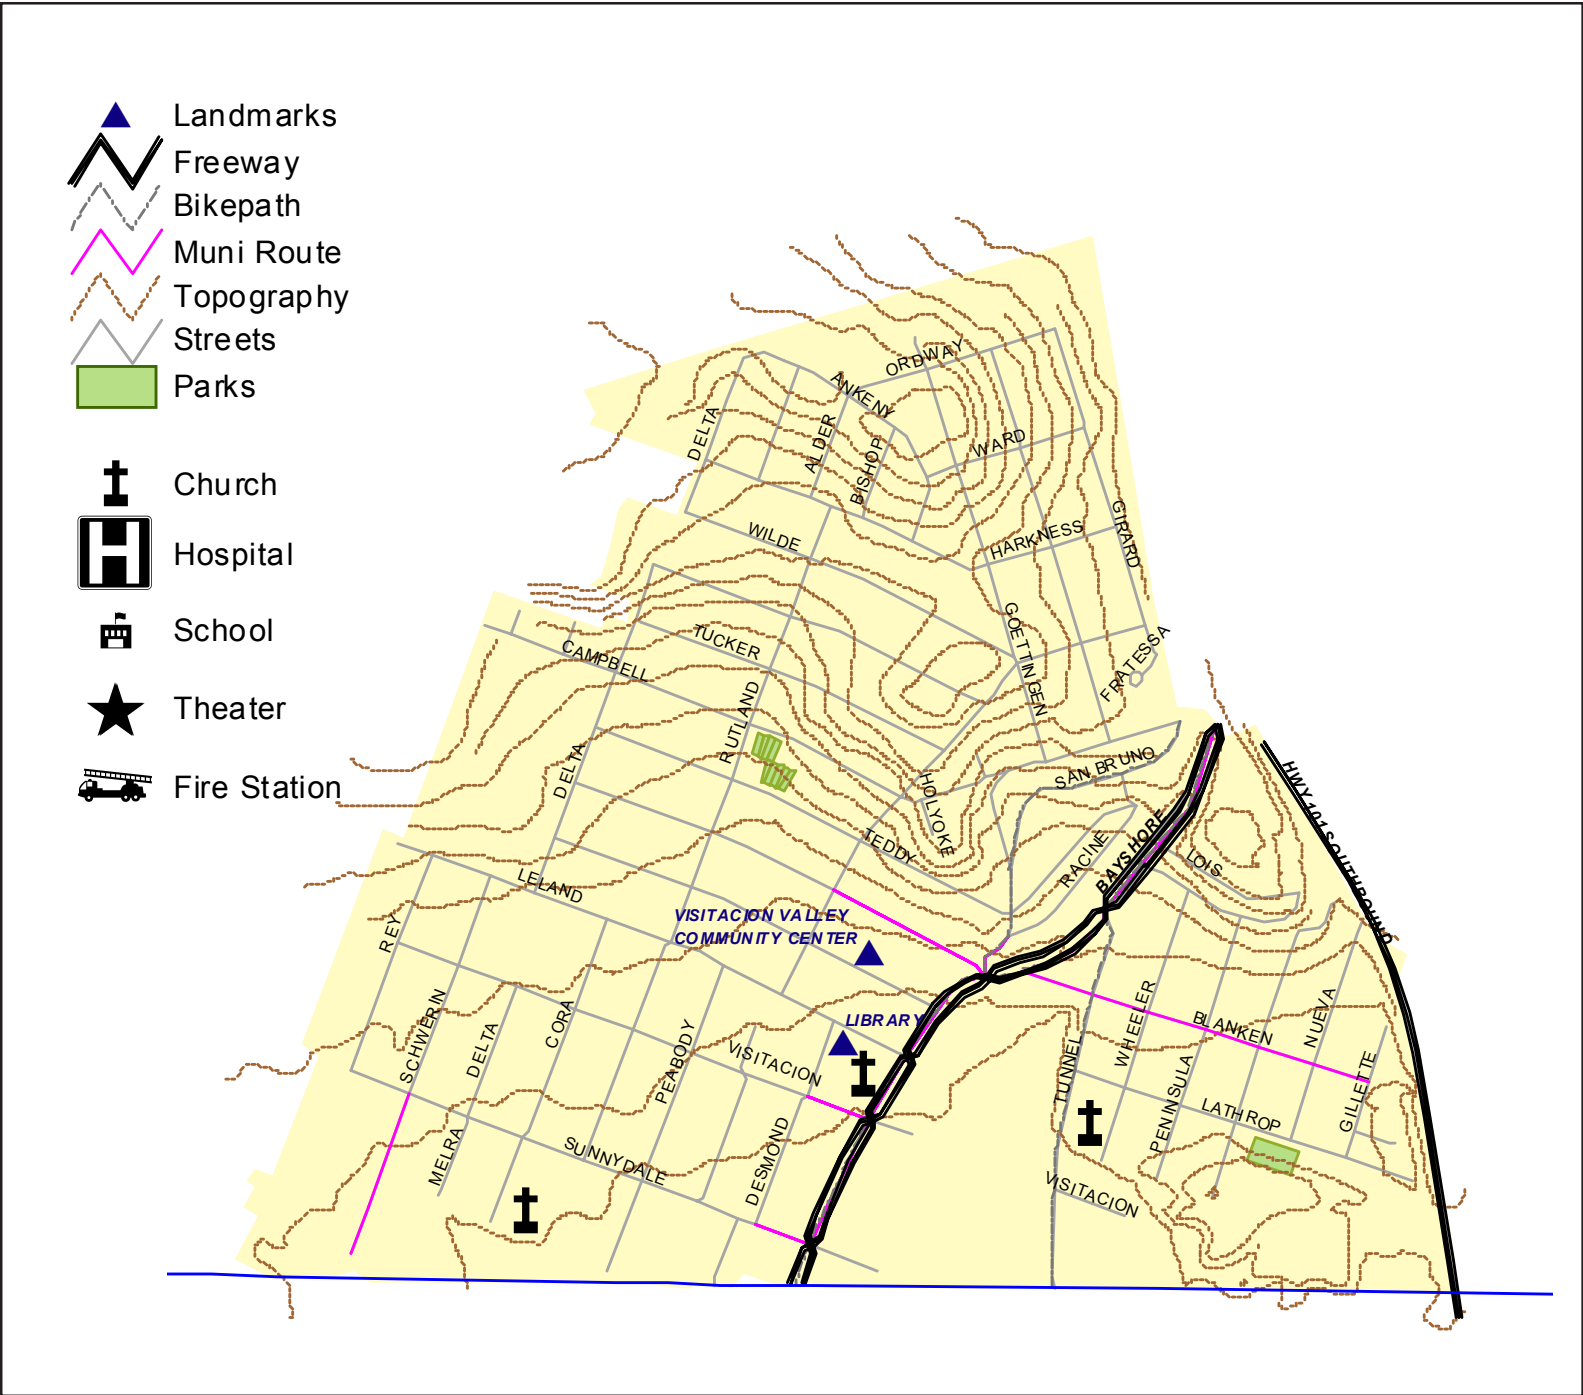 Landmarks
Freeway
Bikepath
Muni Route
Topography
Streets
Parks
Church
Hospital
School
Theater
Fire Station
ORDWAY
ANKENY
DELTA
ALDER
BISHOP
WARD
WILDE
HARKNESS
GIRARD
GOETTINGEN
FRATESSA
TUCKER
CAMPBELL
RUTLAND
DELTA
HOLYOKE
SAN BRUNO
TEDDY
RACINE
BAYSHORE
LOIS
HWY 101 SOUTHBOUND
LELAND
REY
VISITACION VALLEY
COMMUNITY CENTER
LIBRARY
SCHWERIN
DELTA
CORA
PEABODY
VISITACION
TUNNEL
WHEELER
BLANKEN
NUEVA
PENINSULA
LATHROP
GILLETTE
MELRA
SUNNYDALE
DESMOND
VISITACION